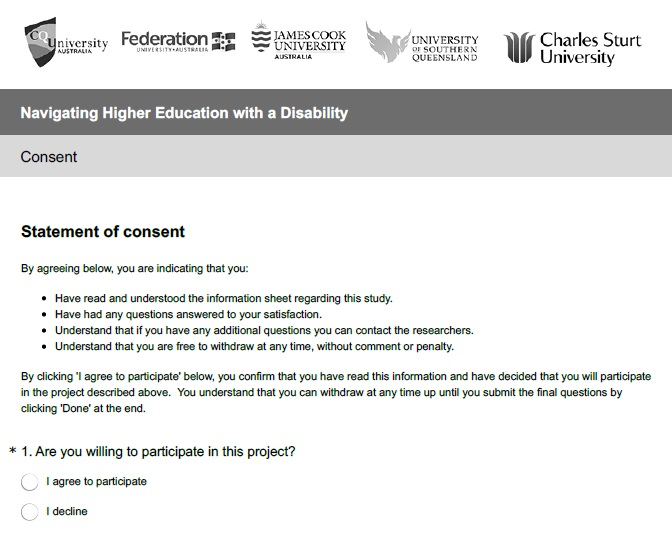 CQUniversity
AUSTRALIA
Federation
UNIVERSITY•AUSTRALIA
JAMES COOK
UNIVERSITY
AUSTRALIA
UNIVERSITY
OF SOUTHERN
QUEENSLAND
Charles Sturt
University
Navigating Higher Education with a Disability
Consent
Statement of consent
By agreeing below, you are indicating that you:
• Have read and understood the information sheet regarding this study.
• Have had any questions answered to your satisfaction.
• Understand that if you have any additional questions you can contact the researchers.
• Understand that you are free to withdraw at any time, without comment or penalty.
By clicking 'I agree to participate' below, you confirm that you have read this information and have decided that you will participate
in the project described above.  You understand that you can withdraw at any time up until you submit the final questions by
clicking 'Done' at the end.
* 1. Are you willing to participate in this project?
I agree to participate
I decline